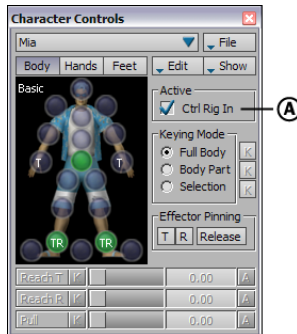 Character Controls
Mia File
Body Hands Feet Edit Show
Basic
Active
Ctrl Rig In
A
Keying Mode
Full Body K
Body Part K
Selection K
T T
Effector Pinning
T R Release
TR TR
Reach T K 0.00 A
Reach R K 0.00 A
Pull K 0.00 A